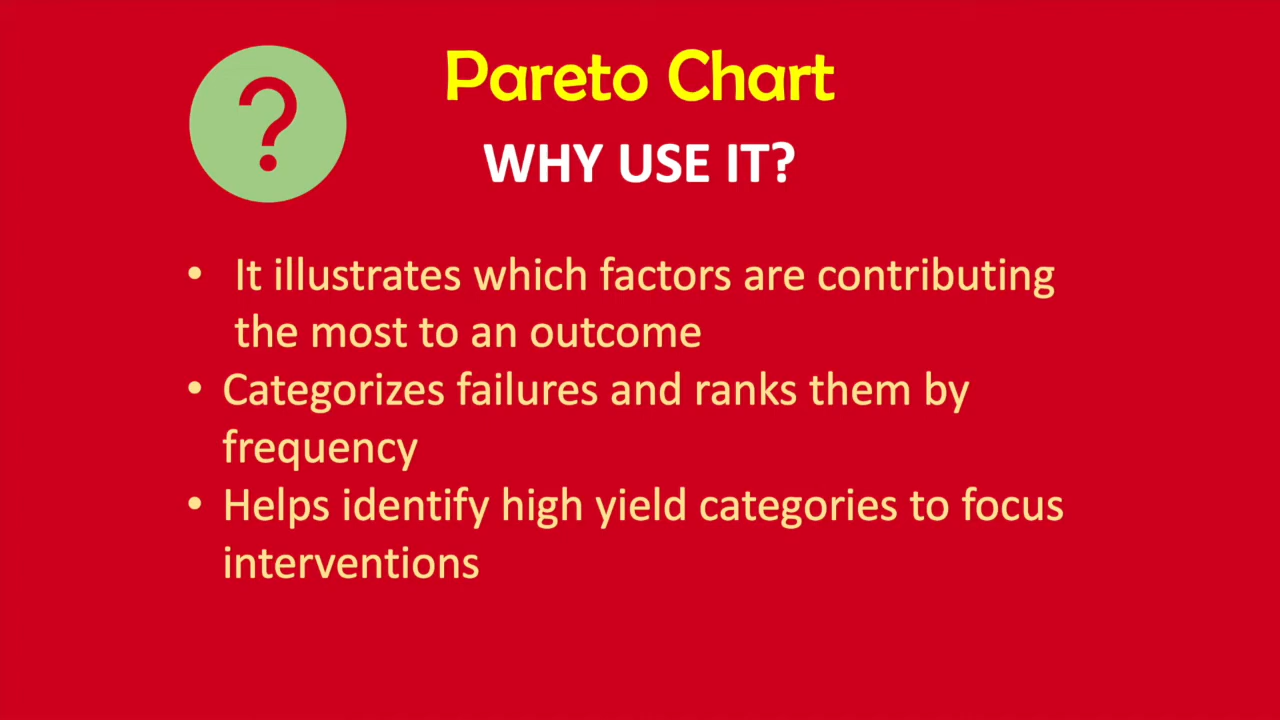 ?
Pareto Chart
WHY USE IT?
• It illustrates which factors are contributing
the most to an outcome
• Categorizes failures and ranks them by
frequency
• Helps identify high yield categories to focus
interventions